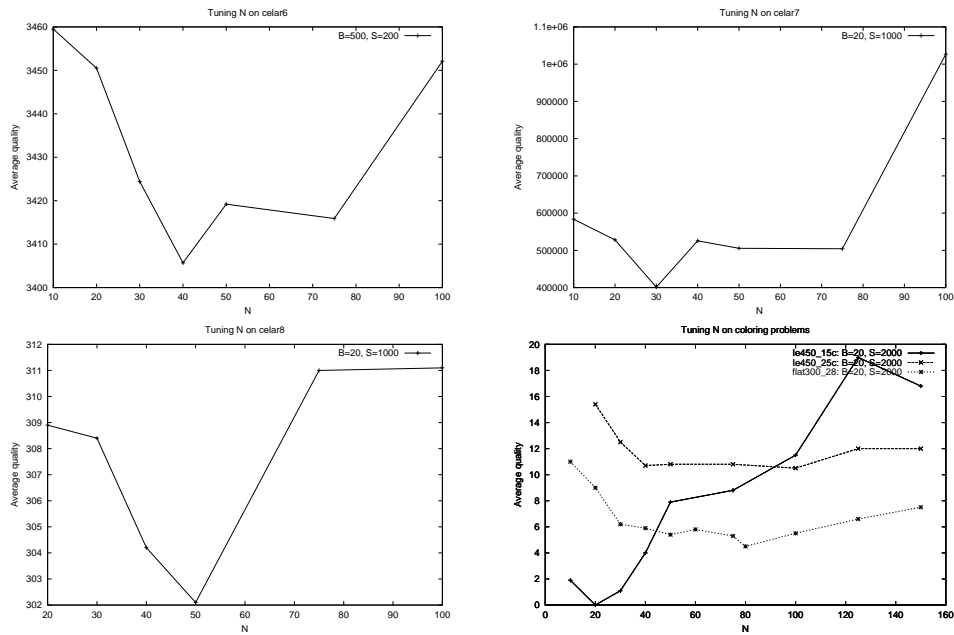 Tuning N on celar6
3460
3450
3440
3430
3420
3410
3400
Average quality
B=500, S=200
10 20 30 40 50 60 70 80 90 100
N
Tuning N on celar7
1.1e+06
1e+06
900000
800000
700000
600000
500000
400000
Average quality
B=20, S=1000
10 20 30 40 50 60 70 80 90 100
N
Tuning N on celar8
312
311
310
309
308
307
306
305
304
303
302
Average quality
B=20, S=1000
20 30 40 50 60 70 80 90 100
N
Tuning N on coloring problems
20
18
16
14
12
10
8
6
4
2
0
Average quality
le450_15c: B=20, S=2000
le450_25c: B=20, S=2000
flat300_28: B=20, S=2000
0 20 40 60 80 100 120 140 160
N